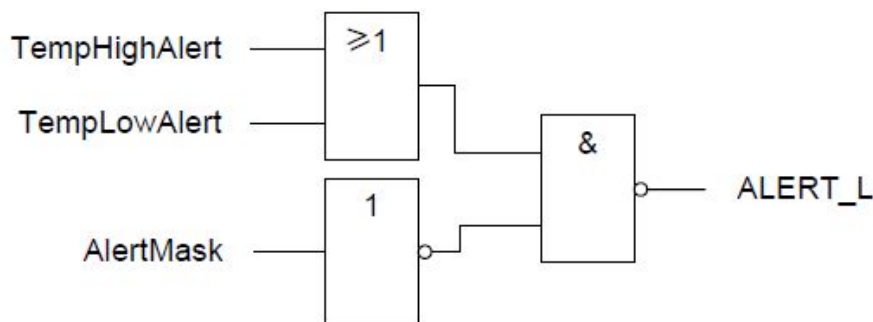 TempHighAlert
≥1
TempLowAlert
&
ALERT_L
1
AlertMask